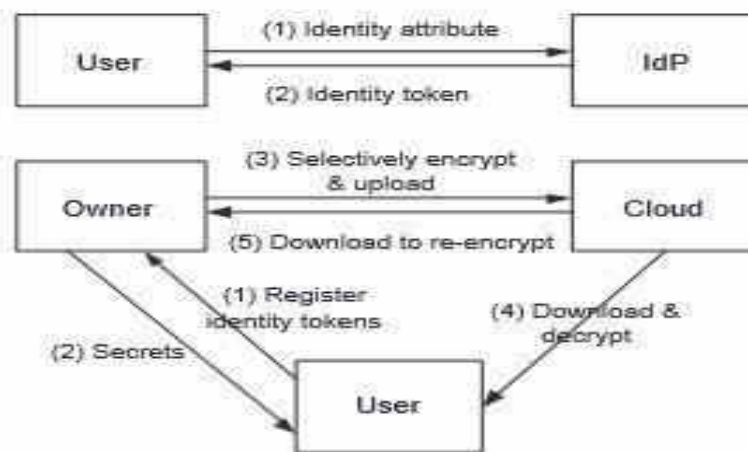 (1) Identity attribute
User
IdP
(2) Identity token
(3) Selectively encrypt
& upload
Owner
Cloud
(5) Download to re-encrypt
(1) Register
identity tokens
(4) Download &
decrypt
(2) Secrets
User